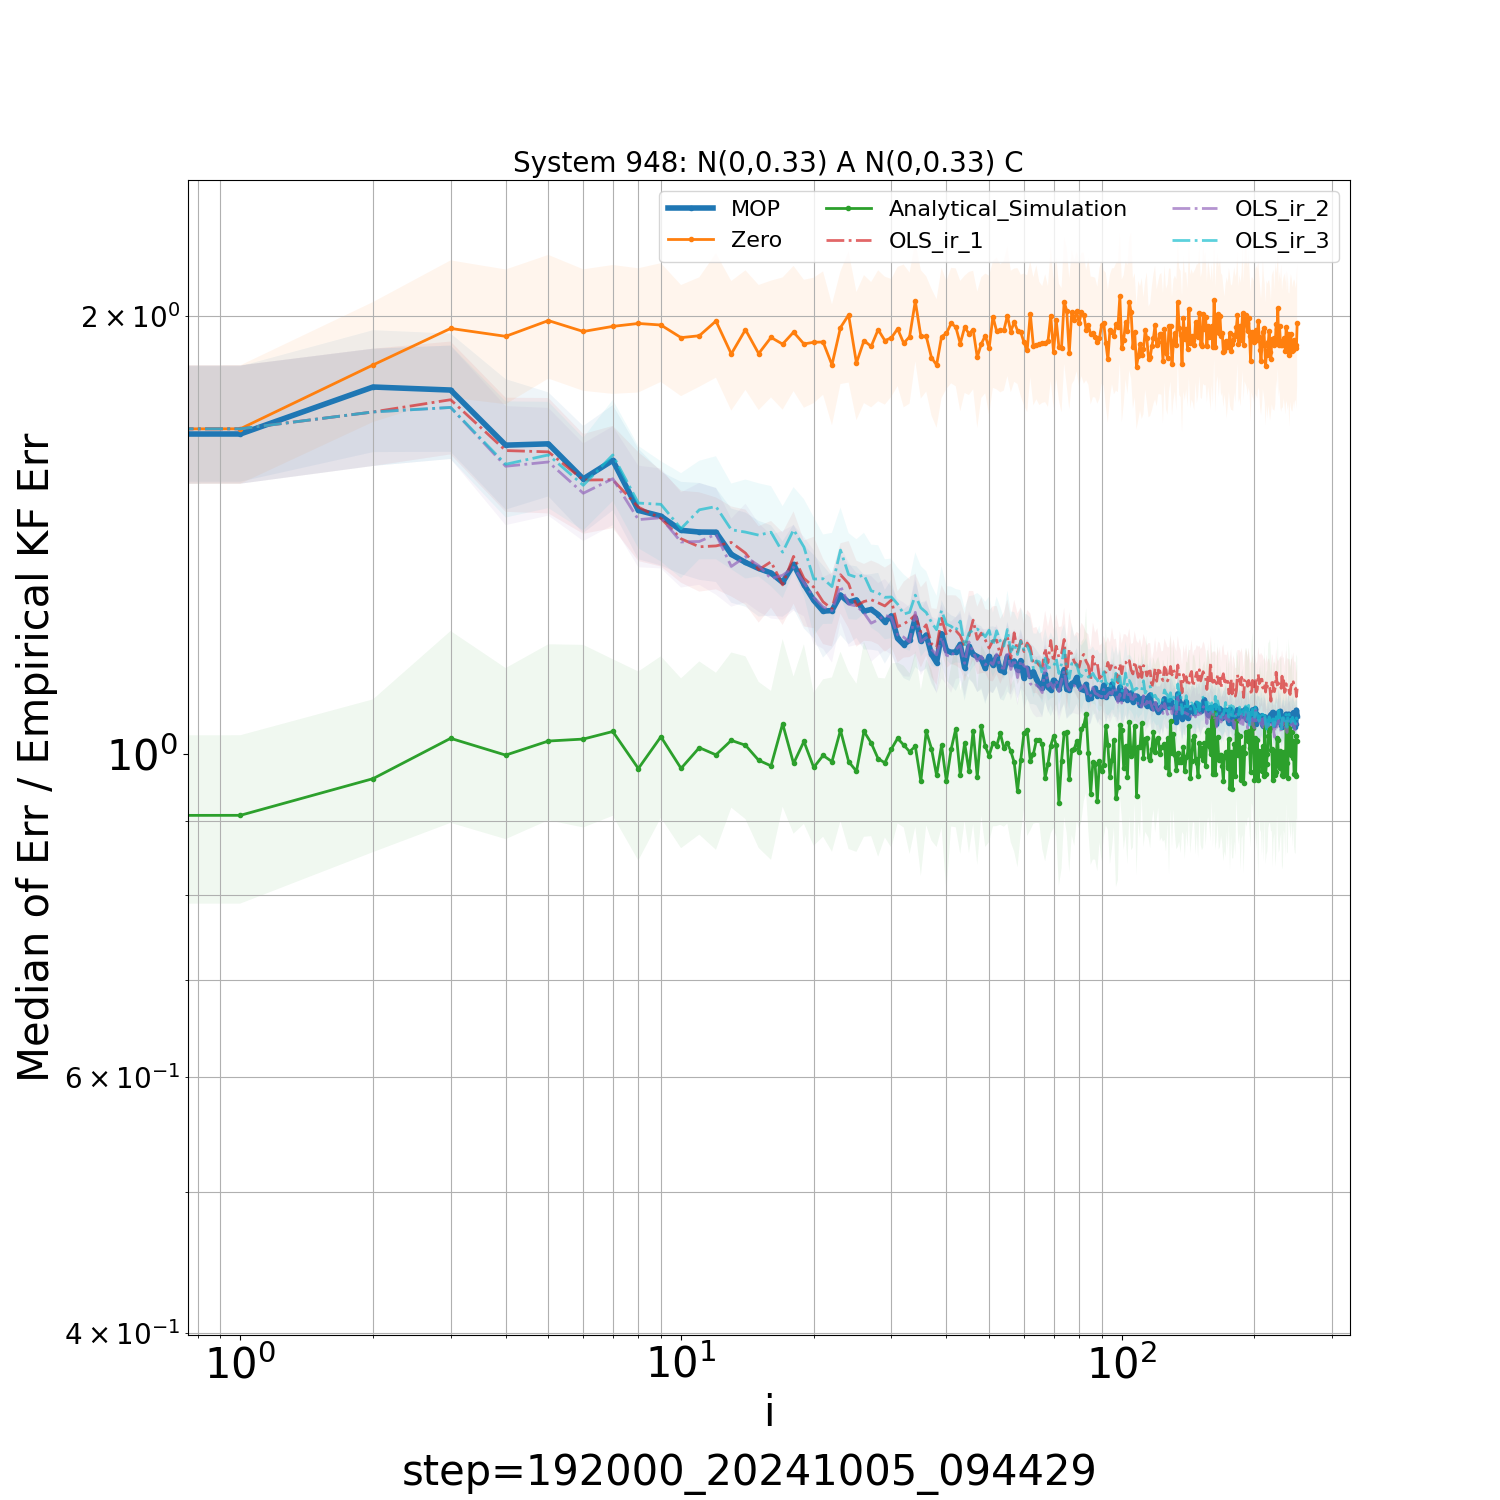 System 948: N(0,0.33) A N(0,0.33) C
MOP
Zero
Analytical_Simulation
OLS_ir_1
OLS_ir_2
OLS_ir_3
Median of Err / Empirical KF Err
2 × 10⁰
10⁰
6 × 10⁻¹
4 × 10⁻¹
10⁰ 10¹ 10²
i
step=192000_20241005_094429